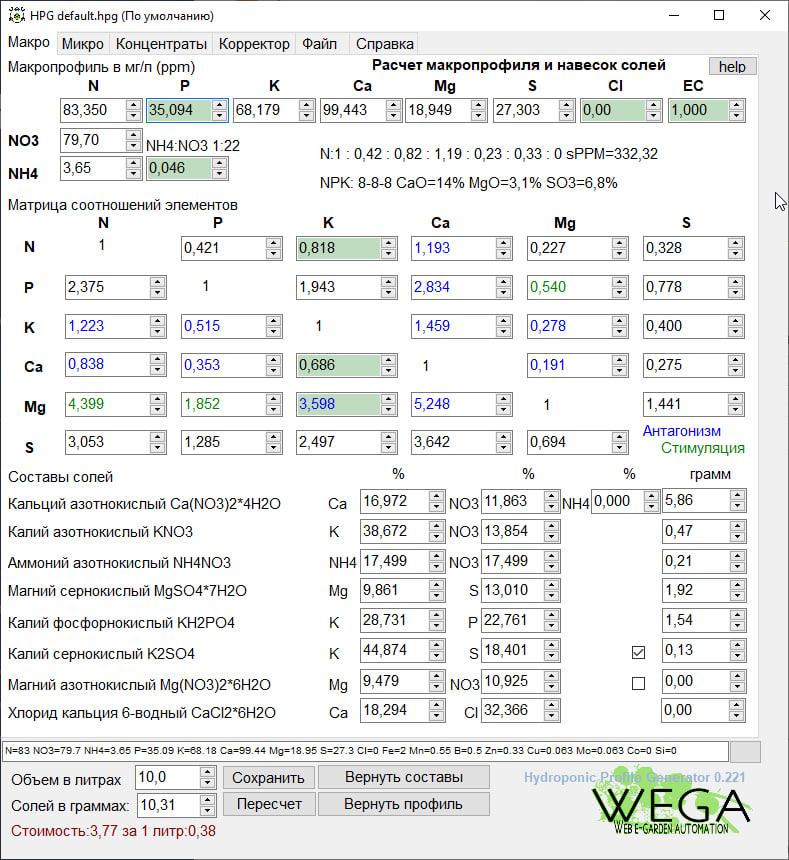 HPG default.hpg (По умолчанию)
Макро Микро Концентраты Корректор Файл Справка
Макропрофиль в мг/л (ppm) Расчет макропрофиля и навесок солей help
N P K Ca Mg S Cl EC
83,350 35,094 68,179 99,443 18,949 27,303 0,00 1,000
NO3 79,70 NH4:NO3 1:22
N:1 : 0,42 : 0,82 : 1,19 : 0,23 : 0,33 : 0 sPPM=332,32
NH4 3,65 0,046
NPK: 8-8-8 CaO=14% MgO=3,1% SO3=6,8%
Матрица соотношений элементов
N P K Ca Mg S
N 1 0,421 0,818 1,193 0,227 0,328
P 2,375 1 1,943 2,834 0,540 0,778
K 1,223 0,515 1 1,459 0,278 0,400
Ca 0,838 0,353 0,686 1 0,191 0,275
Mg 4,399 1,852 3,598 5,248 1 1,441
S 3,053 1,285 2,497 3,642 0,694 Антагонизм
Стимуляция
Составы солей % % % грамм
Кальций азотнокислый Ca(NO3)2*4H2O Ca 16,972 NO3 11,863 NH4 0,000 5,86
Калий азотнокислый KNO3 K 38,672 NO3 13,854 0,47
Аммоний азотнокислый NH4NO3 NH4 17,499 NO3 17,499 0,21
Магний сернокислый MgSO4*7H2O Mg 9,861 S 13,010 1,92
Калий фосфорнокислый KH2PO4 K 28,731 P 22,761 1,54
Калий сернокислый K2SO4 K 44,874 S 18,401 0,13
Магний азотнокислый Mg(NO3)2*6H2O Mg 9,479 NO3 10,925 0,00
Хлорид кальция 6-водный CaCl2*6H2O Ca 18,294 Cl 32,366 0,00
N=83 NO3=79.7 NH4=3.65 P=35.09 K=68.18 Ca=99.44 Mg=18.95 S=27.3 Cl=0 Fe=2 Mn=0.55 B=0.5 Zn=0.33 Cu=0.063 Mo=0.063 Co=0 Si=0
Объем в литрах 10,0 Сохранить Вернуть составы Hydroponic Profile Generator 0.221
Солей в граммах: 10,31 Пересчет Вернуть профиль WEGA
Стоимость:3,77 за 1 литр:0,38 WEB E-GARDEN AUTOMATION